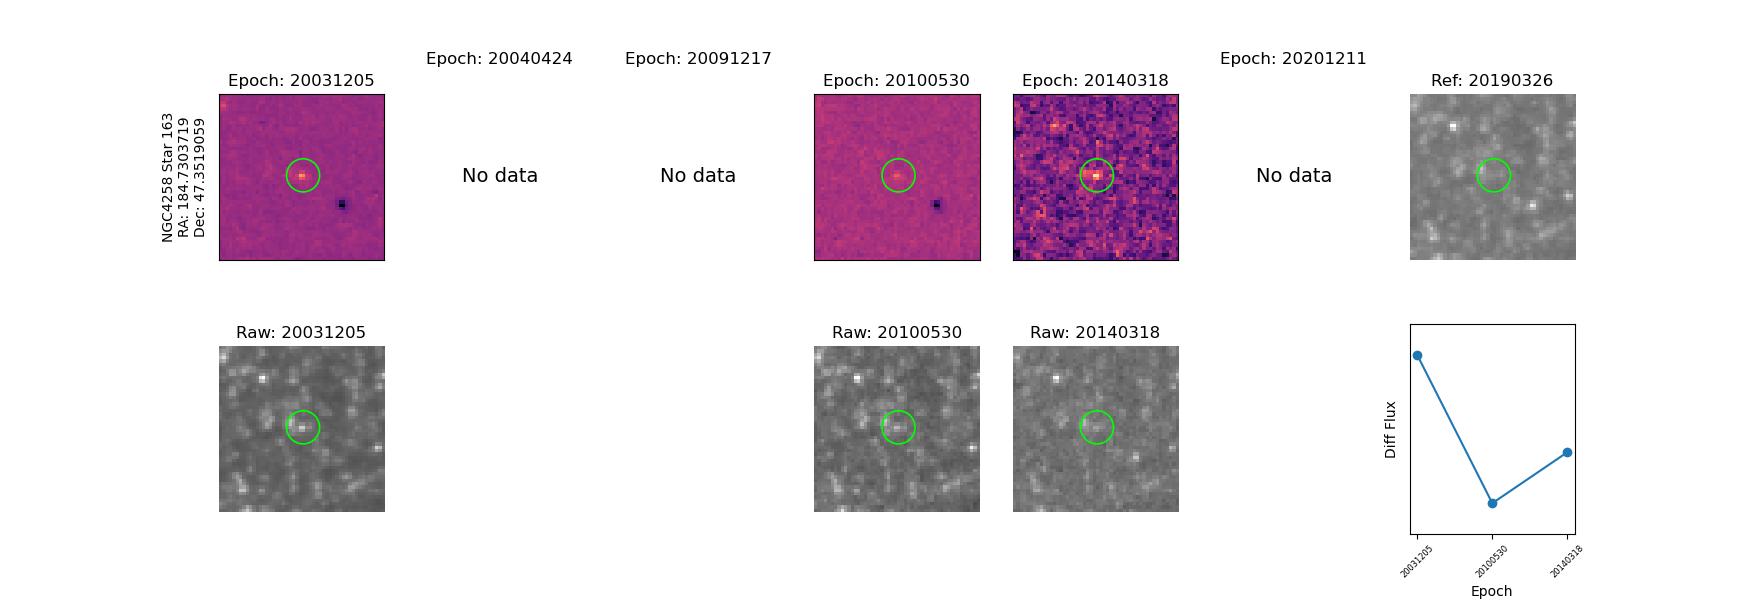 Epoch: 20040424
Epoch: 20091217
Epoch: 20201211
Epoch: 20031205
Epoch: 20100530
Epoch: 20140318
Ref: 20190326
NGC4258 Star 163
RA: 184.7303719
Dec: 47.3519059
No data
No data
No data
Raw: 20031205
Raw: 20100530
Raw: 20140318
Diff Flux
20031205
20100530
20140318
Epoch